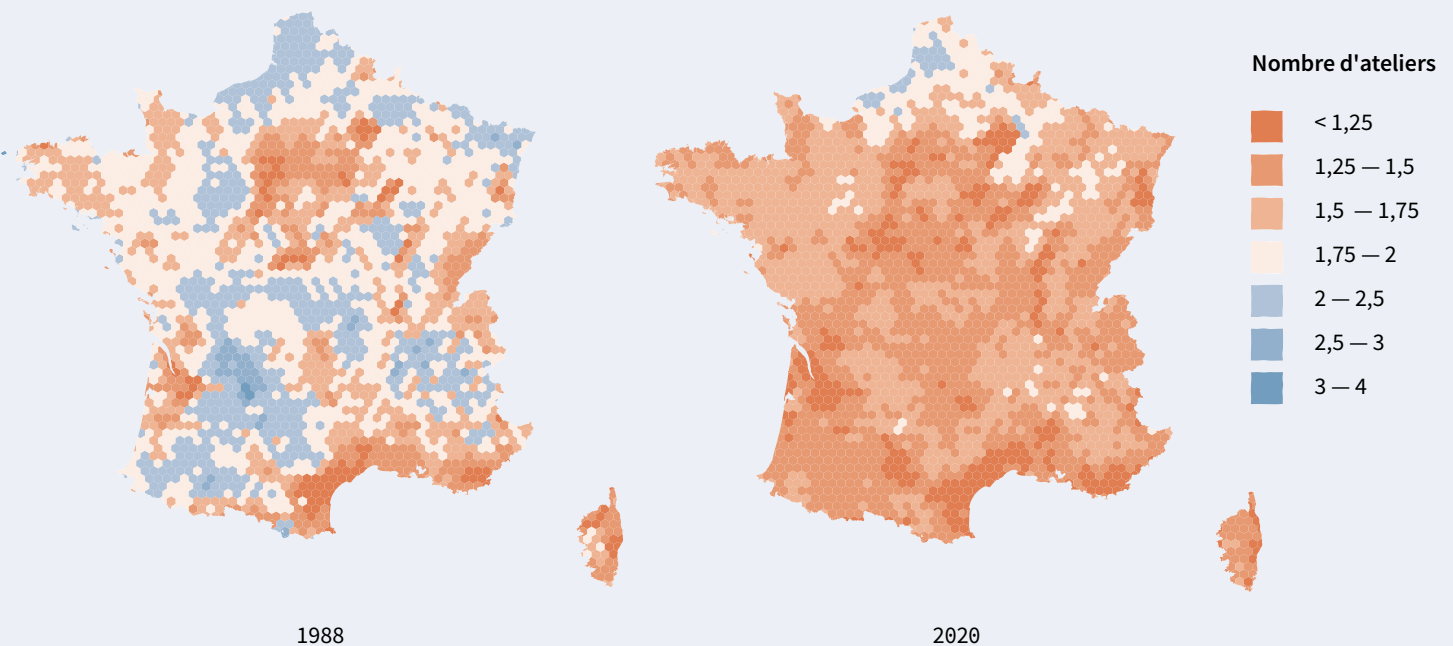 Nombre d'ateliers
< 1,25
1,25 — 1,5
1,5 — 1,75
1,75 — 2
2 — 2,5
2,5 — 3
3 — 4
1988
2020